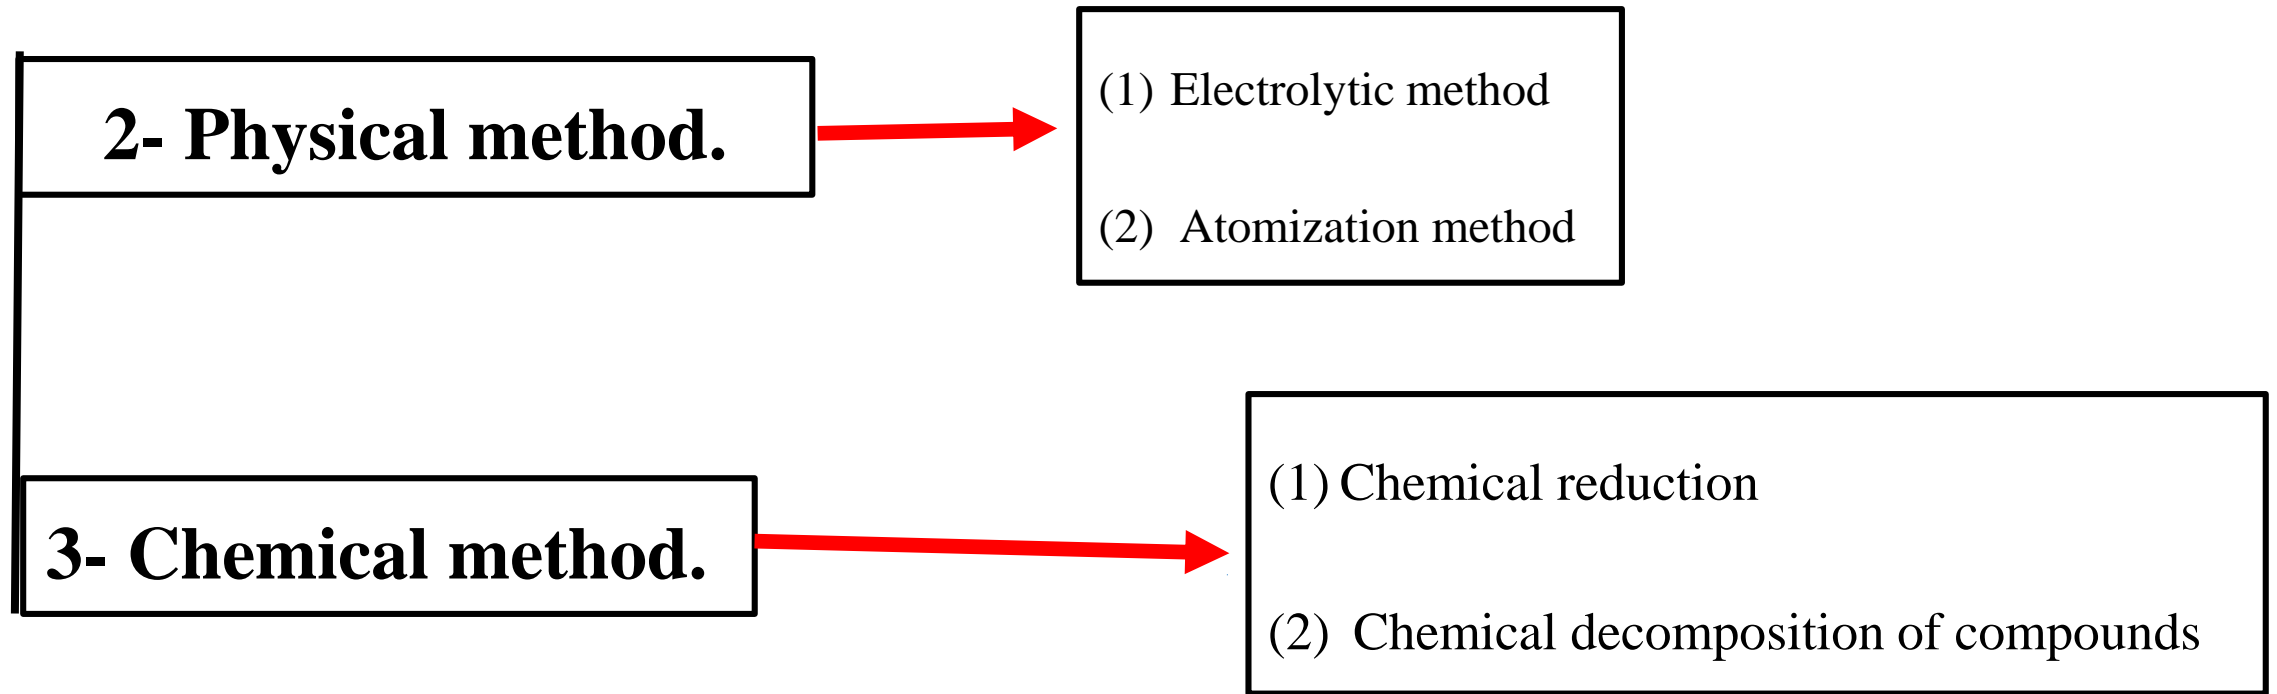 2- Physical method.
(1) Electrolytic method
(2) Atomization method
3- Chemical method.
(1) Chemical reduction
(2) Chemical decomposition of compounds